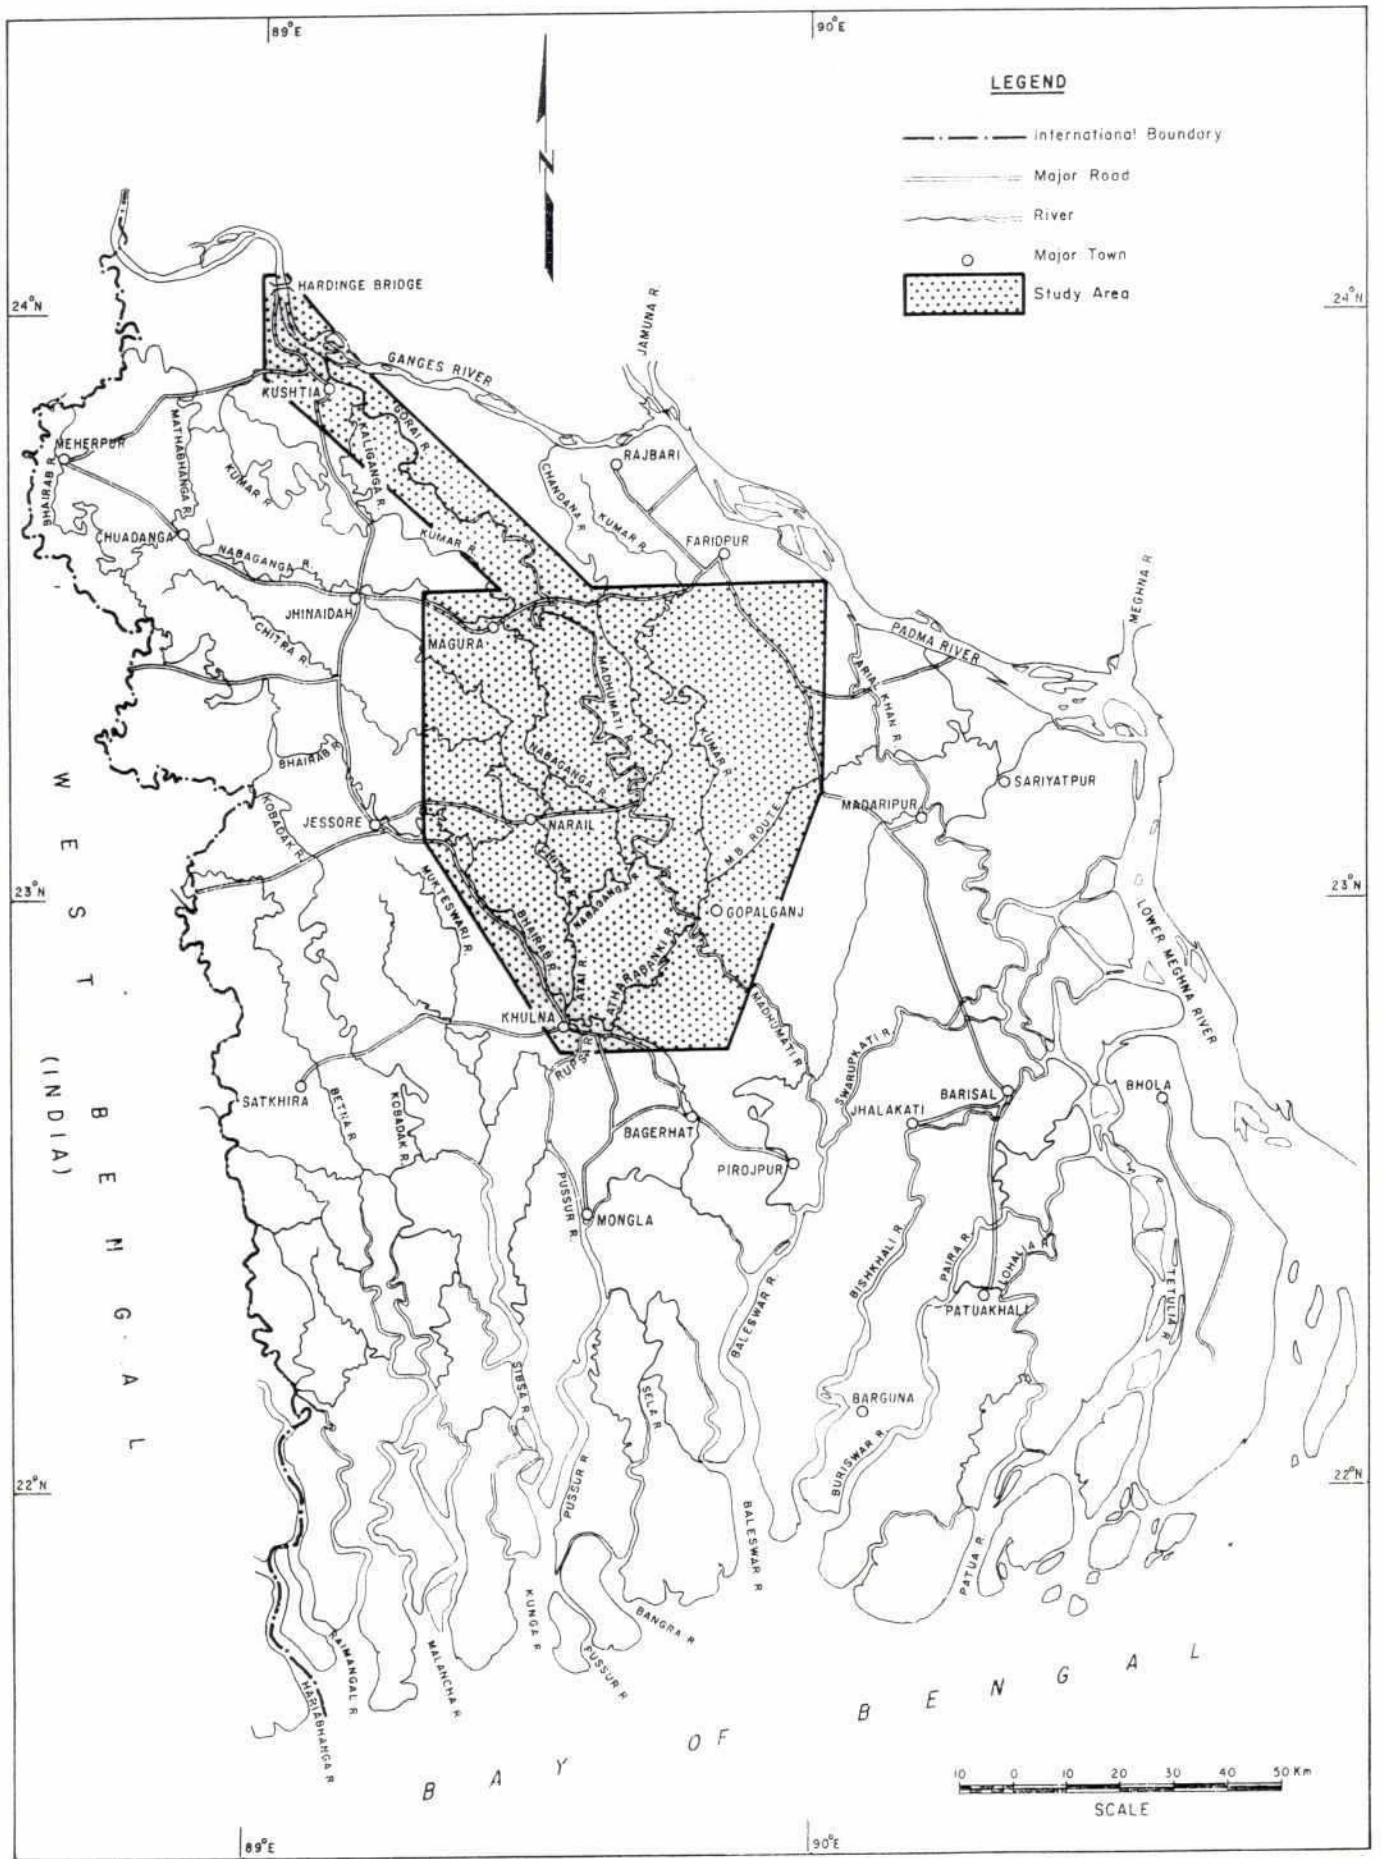 89°E
90°E
LEGEND
International Boundary
Major Road
River
Major Town
Study Area
N
24°N
24°N
HARDINGE BRIDGE
JAMUNA R.
GANGES RIVER
KUSHTIA
GORAI R.
KALIGANGA R.
MATHABHANGA R.
KUMAR R.
MEHERPUR
BHAIRAB R.
RAJBARI
CHANDANA R.
KUMAR R.
KUMAR R.
CHUADANGA
FARIDPUR
NABAGANGA R.
MEGHNA R
JHINAIDAH
CHITRA R.
MAGURA
PADMA RIVER
MADHUMATI R.
ARIAL KHAN R.
KUMAR R.
BHAIRAB R.
NABAGANGA R.
SARIYATPUR
KOBADAK R.
JESSORE
NARAIL
MADARIPUR
M.B. ROUTE
23°N
23°N
MUKTESWARI R.
CHITRA R.
NABAGANGA R.
GOPALGANJ
LOWER MEGHNA RIVER
BHAIRAB R.
ATAI R.
ATHARABANKI R.
KHULNA
MADHUMATI R.
RUPSA R.
SWARUPKATI R.
SATKHIRA
BETNA R.
KOBADAK R.
BAGERHAT
JHALAKATI
BARISAL
BHOLA
PIROJPUR
PUSSUR R.
MONGLA
BISHKHALI R.
PAIRA R.
LOHALIA R.
PATUAKHALI
TETULIA R
BALESWAR R.
SIBSA R.
SELA R.
BARGUNA
BURISWAR R.
22°N
22°N
PUSSUR R.
BALESWAR R
PATUA R.
KUNGA R.
BANGRA R
PUSSUR R.
MALANCHA R.
RAIMANGAL R.
HARIABHANGA R.
WEST BENGAL
(INDIA)
BAY OF BENGAL
10 0 10 20 30 40 50 Km
SCALE
89°E
90°E